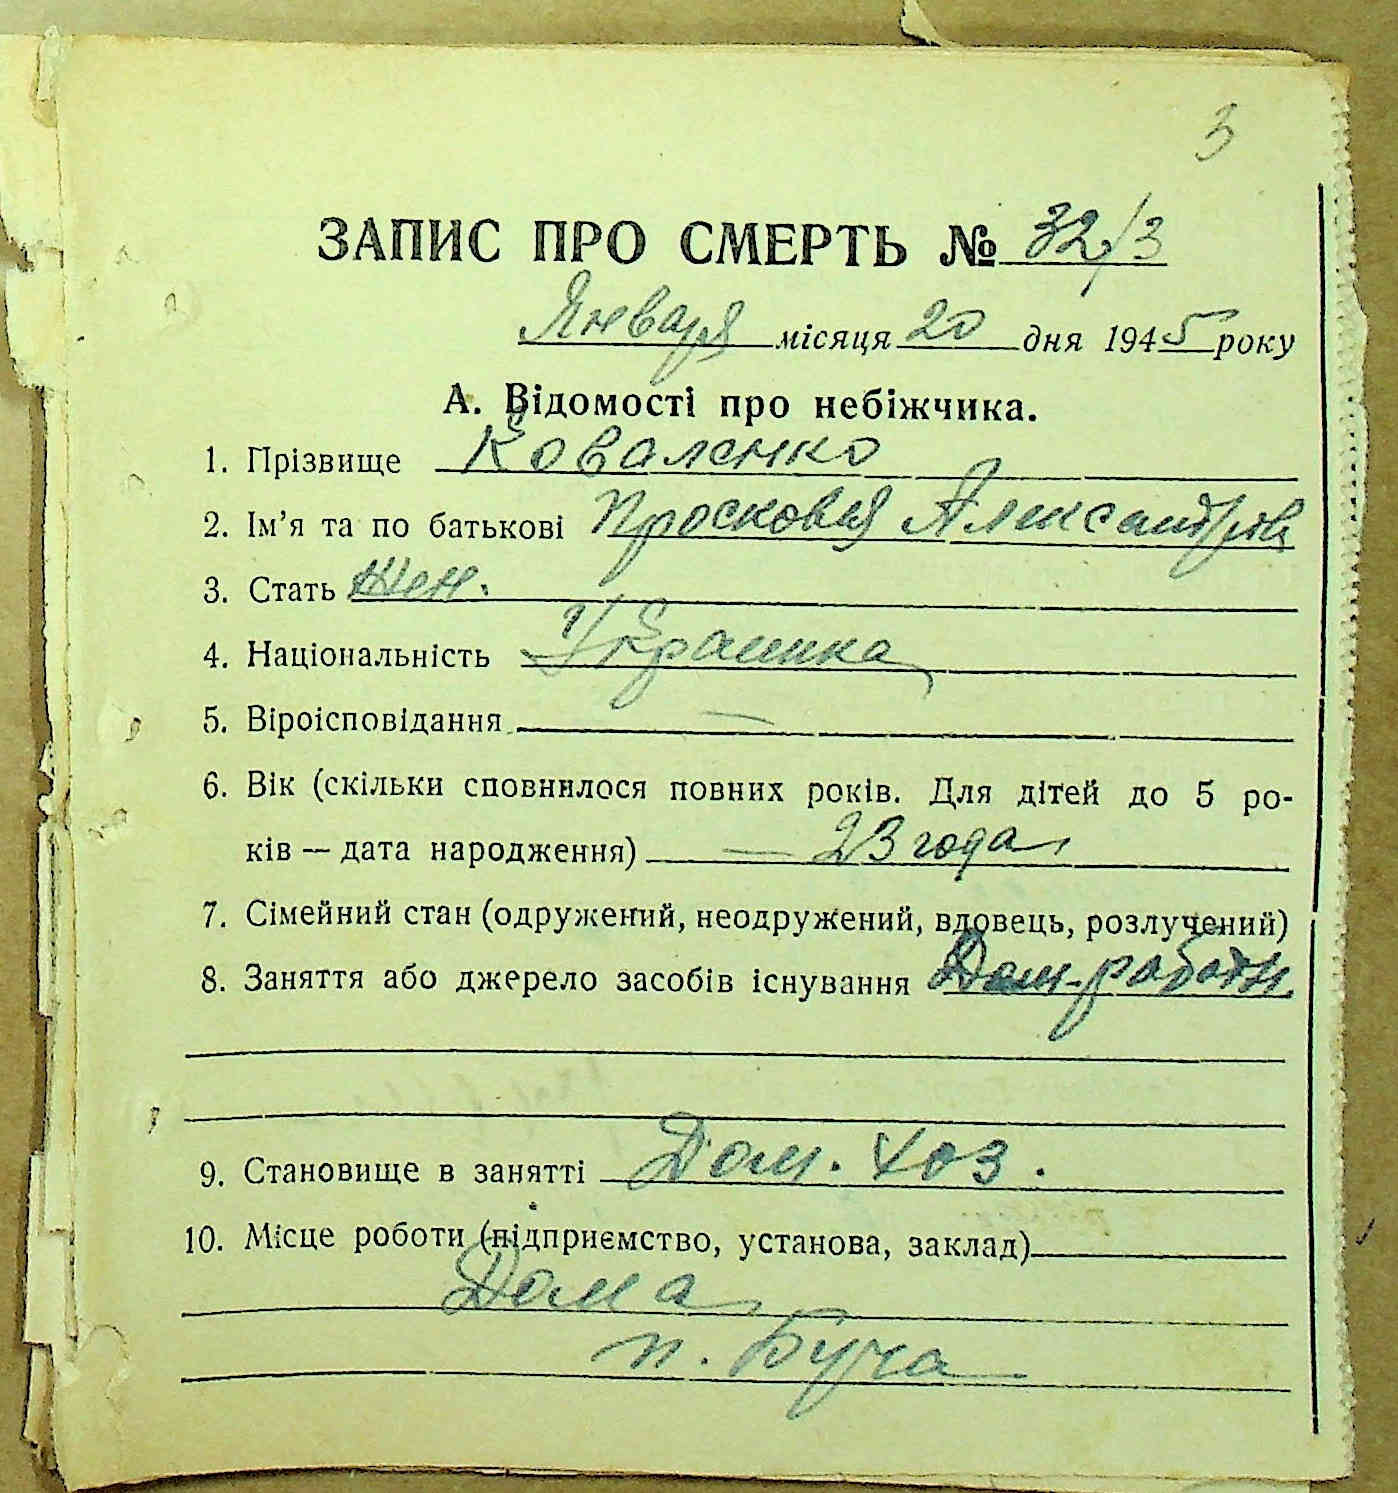 3
ЗАПИС ПРО СМЕРТЬ № 32/3
Января місяця 20 дня 1945 року
А. Відомості про небіжчика.
1. Прізвище Коваленко
2. Ім'я та по батькові Просковья Александровн
3. Стать Жен.
4. Національність Украинка
5. Віроісповідання —
6. Вік (скільки сповнилося повних років. Для дітей до 5 ро-
ків — дата народження) — 23 года
7. Сімейний стан (одружений, неодружений, вдовець, розлучений)
8. Заняття або джерело засобів існування Дом-работн.
9. Становище в занятті Дом. хоз.
10. Місце роботи (підприємство, установа, заклад)
Дома
п. Буча